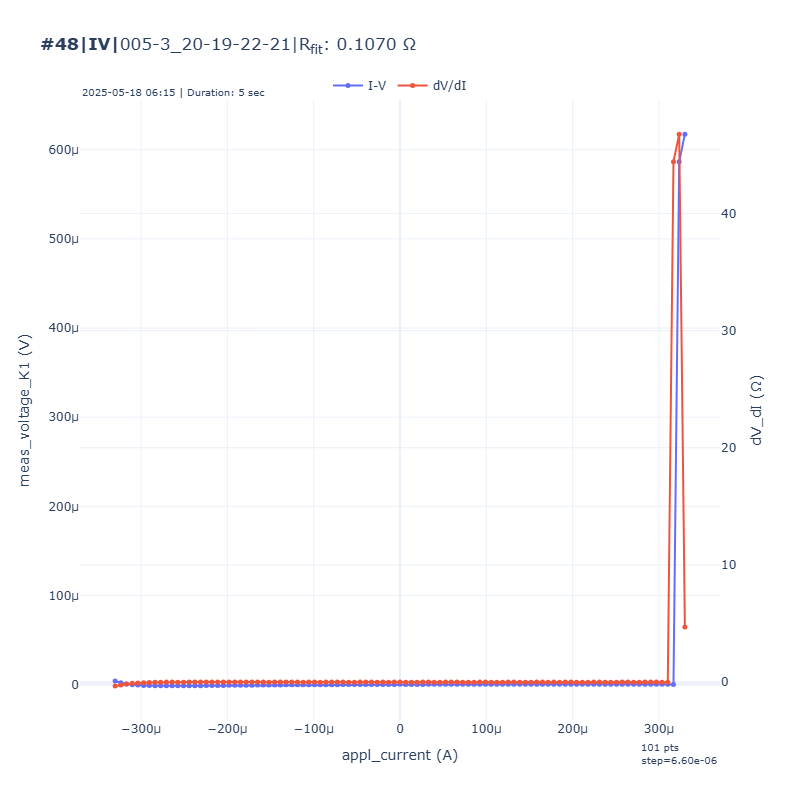 #48|IV|005-3_20-19-22-21|Rfit: 0.1070 Ω
2025-05-18 06:15 | Duration: 5 sec
I-V
dV/dI
600μ
500μ
400μ
300μ
200μ
100μ
0
meas_voltage_K1 (V)
40
30
20
10
0
dV_dI (Ω)
−300μ
−200μ
−100μ
0
100μ
200μ
300μ
appl_current (A)
101 pts
step=6.60e-06